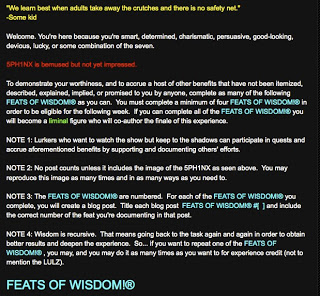 "We learn best when adults take away the crutches and there is no safety net."
-Some kid
Welcome. You're here because you're smart, determined, charismatic, persuasive, good-looking,
devious, lucky, or some combination of the seven.
5PH1NX is bemused but not yet impressed.
To demonstrate your worthiness, and to accrue a host of other benefits that have not been itemized,
described, explained, implied, or promised to you by anyone, complete as many of the following
FEATS OF WISDOM!® as you can. You must complete a minimum of four FEATS OF WISDOM!® in
order to be eligible for the following week. If you can complete all of the FEATS OF WISDOM!® you
will become a liminal figure who will co-author the finale of this experience.
NOTE 1: Lurkers who want to watch the show but keep to the shadows can participate in quests and
accrue aforementioned benefits by supporting and documenting others' efforts.
NOTE 2: No post counts unless it includes the image of the 5PH1NX as seen above. You may
reproduce this image as many times and in as many ways as you need to.
NOTE 3: The FEATS OF WISDOM!® are numbered. For each of the FEATS OF WISDOM!® you
complete, you will create a blog post. Title each blog post FEATS OF WISDOM!® #[ ] and include
the correct number of the feat you're documenting in that post.
NOTE 4: Wisdom is recursive. That means going back to the task again and again in order to obtain
better results and deepen the experience. So... if you want to repeat one of the FEATS OF
WISDOM!® , you may, and you may do it as many times as you want to for experience credit (not to
mention the LULZ).
FEATS OF WISDOM!®